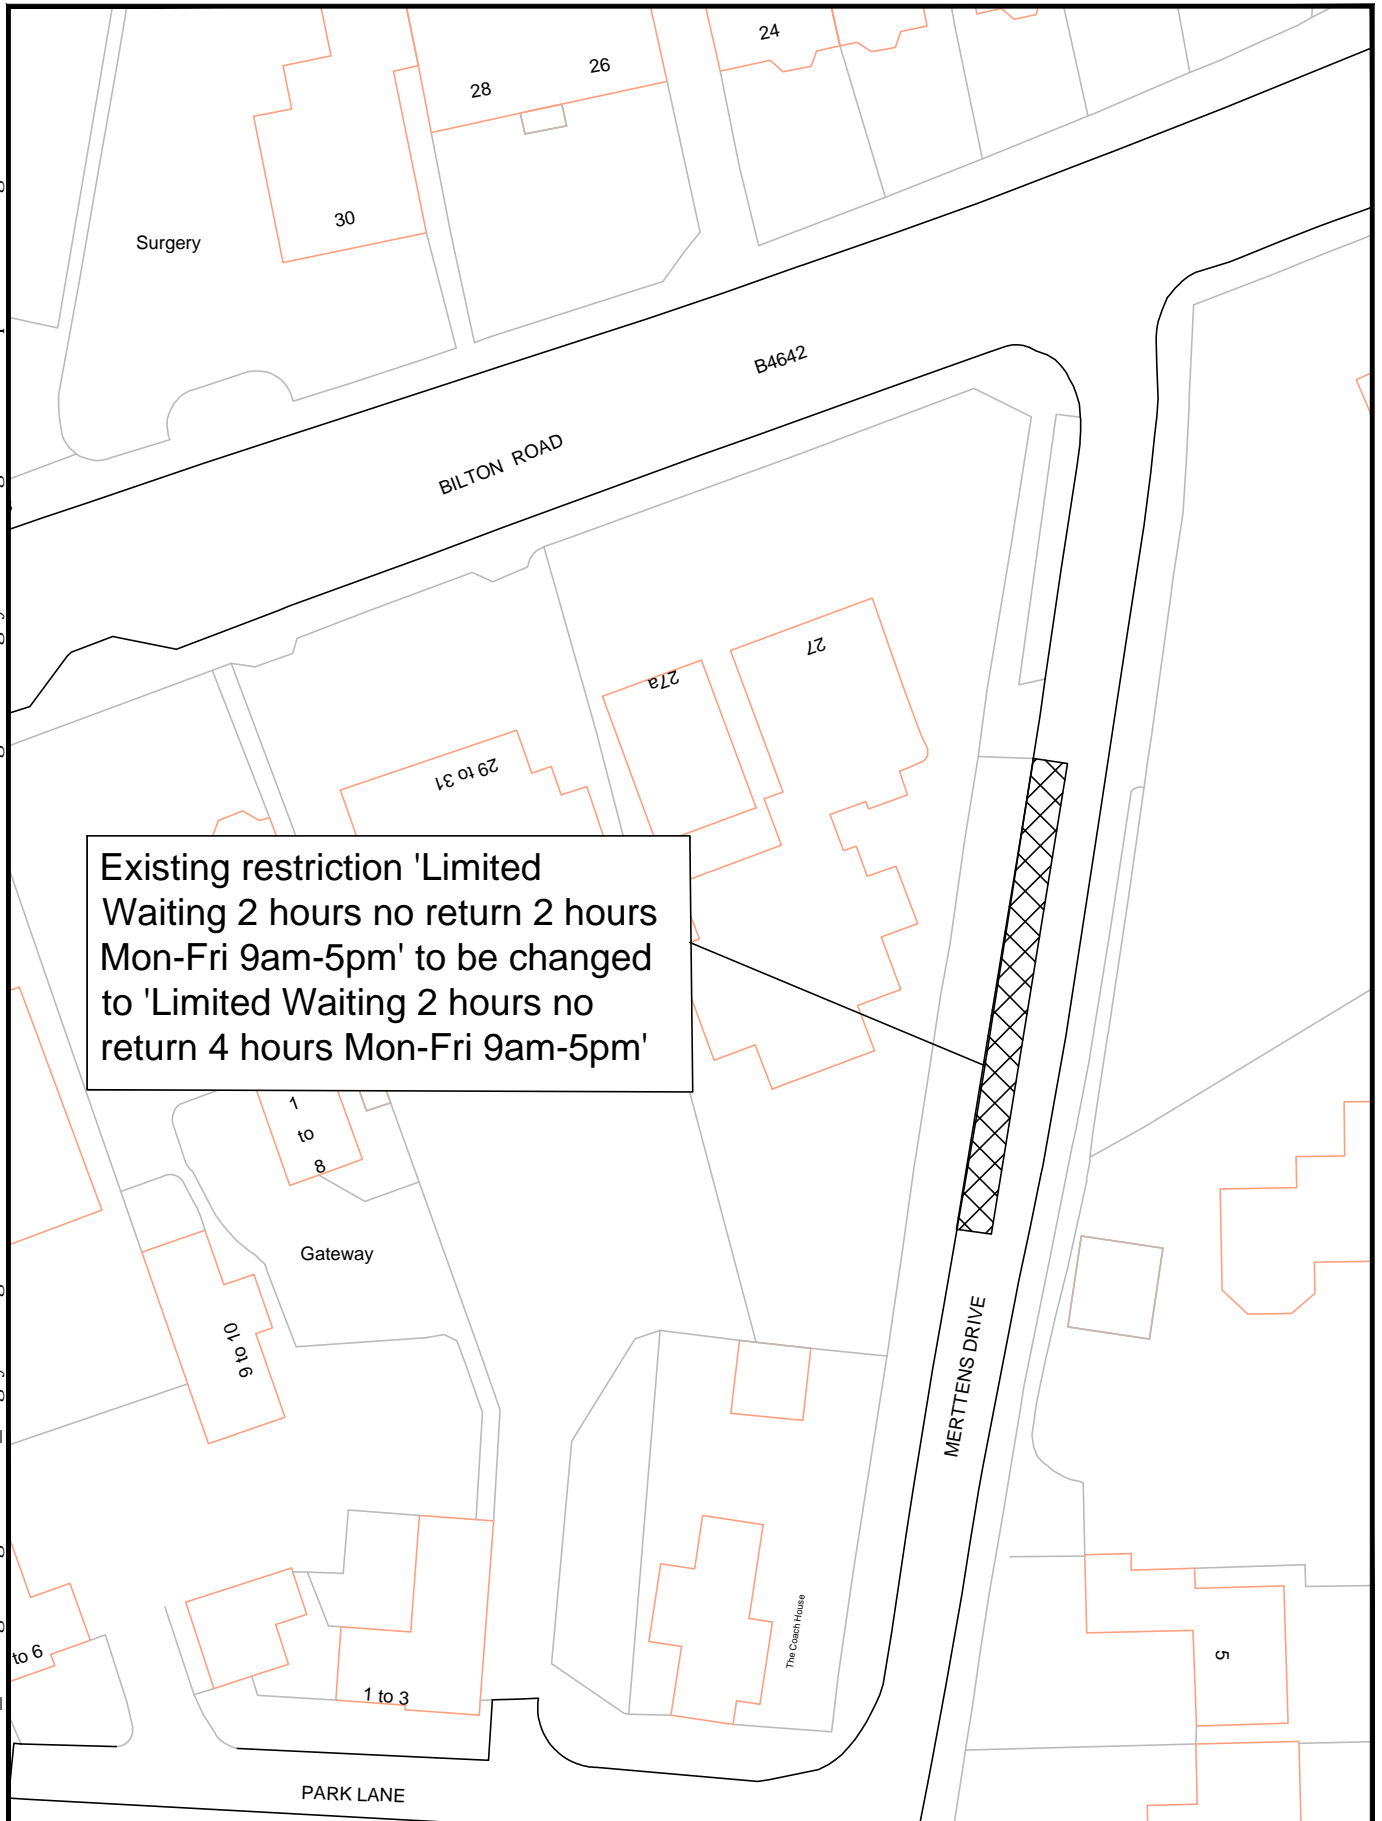 24
26
28
30
Surgery
B4642
BILTON ROAD
27
27a
29 to 31
Existing restriction 'Limited
Waiting 2 hours no return 2 hours
Mon-Fri 9am-5pm' to be changed
to 'Limited Waiting 2 hours no
return 4 hours Mon-Fri 9am-5pm'
1
to
8
Gateway
9 to 10
MERTTENS DRIVE
The Coach House
to 6
1 to 3
5
PARK LANE